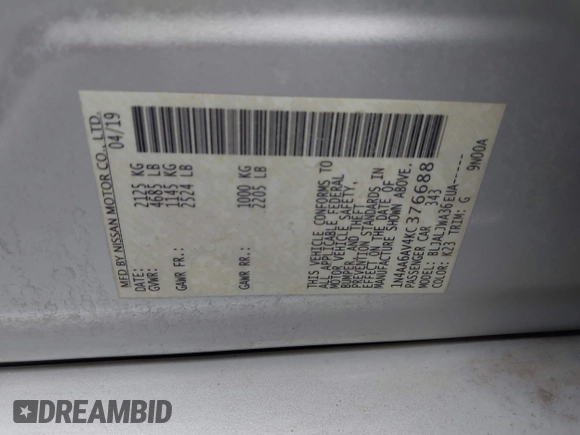 MFD BY NISSAN MOTOR CO., LTD.
DATE: 04/19
GVWR: 2125 KG
4685 LB
GAWR FR.: 1145 KG
2524 LB
GAWR RR: 1000 KG
2205 LB
THIS VEHICLE CONFORMS TO
ALL APPLICABLE FEDERAL
MOTOR VEHICLE SAFETY,
BUMPER, AND THEFT
PREVENTION STANDARDS IN
EFFECT ON THE DATE OF
MANUFACTURE SHOWN ABOVE.
1N4AA6AV4KC376688
PASSENGER CAR 343
MODEL: BIJALJWA36EUA-----
COLOR: K23 TRIM: G
9N00A
DREAMBID